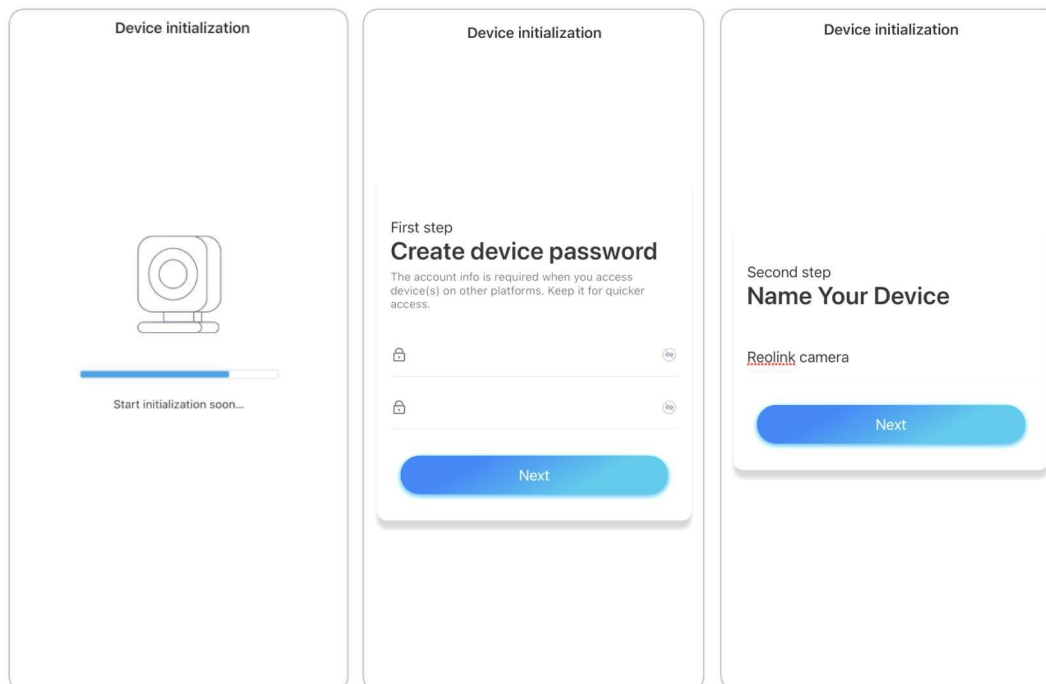 Device initialization
Start initialization soon...
Device initialization
First step
Create device password
The account info is required when you access
device(s) on other platforms. Keep it for quicker
access.
Next
Device initialization
Second step
Name Your Device
Reolink camera
Next